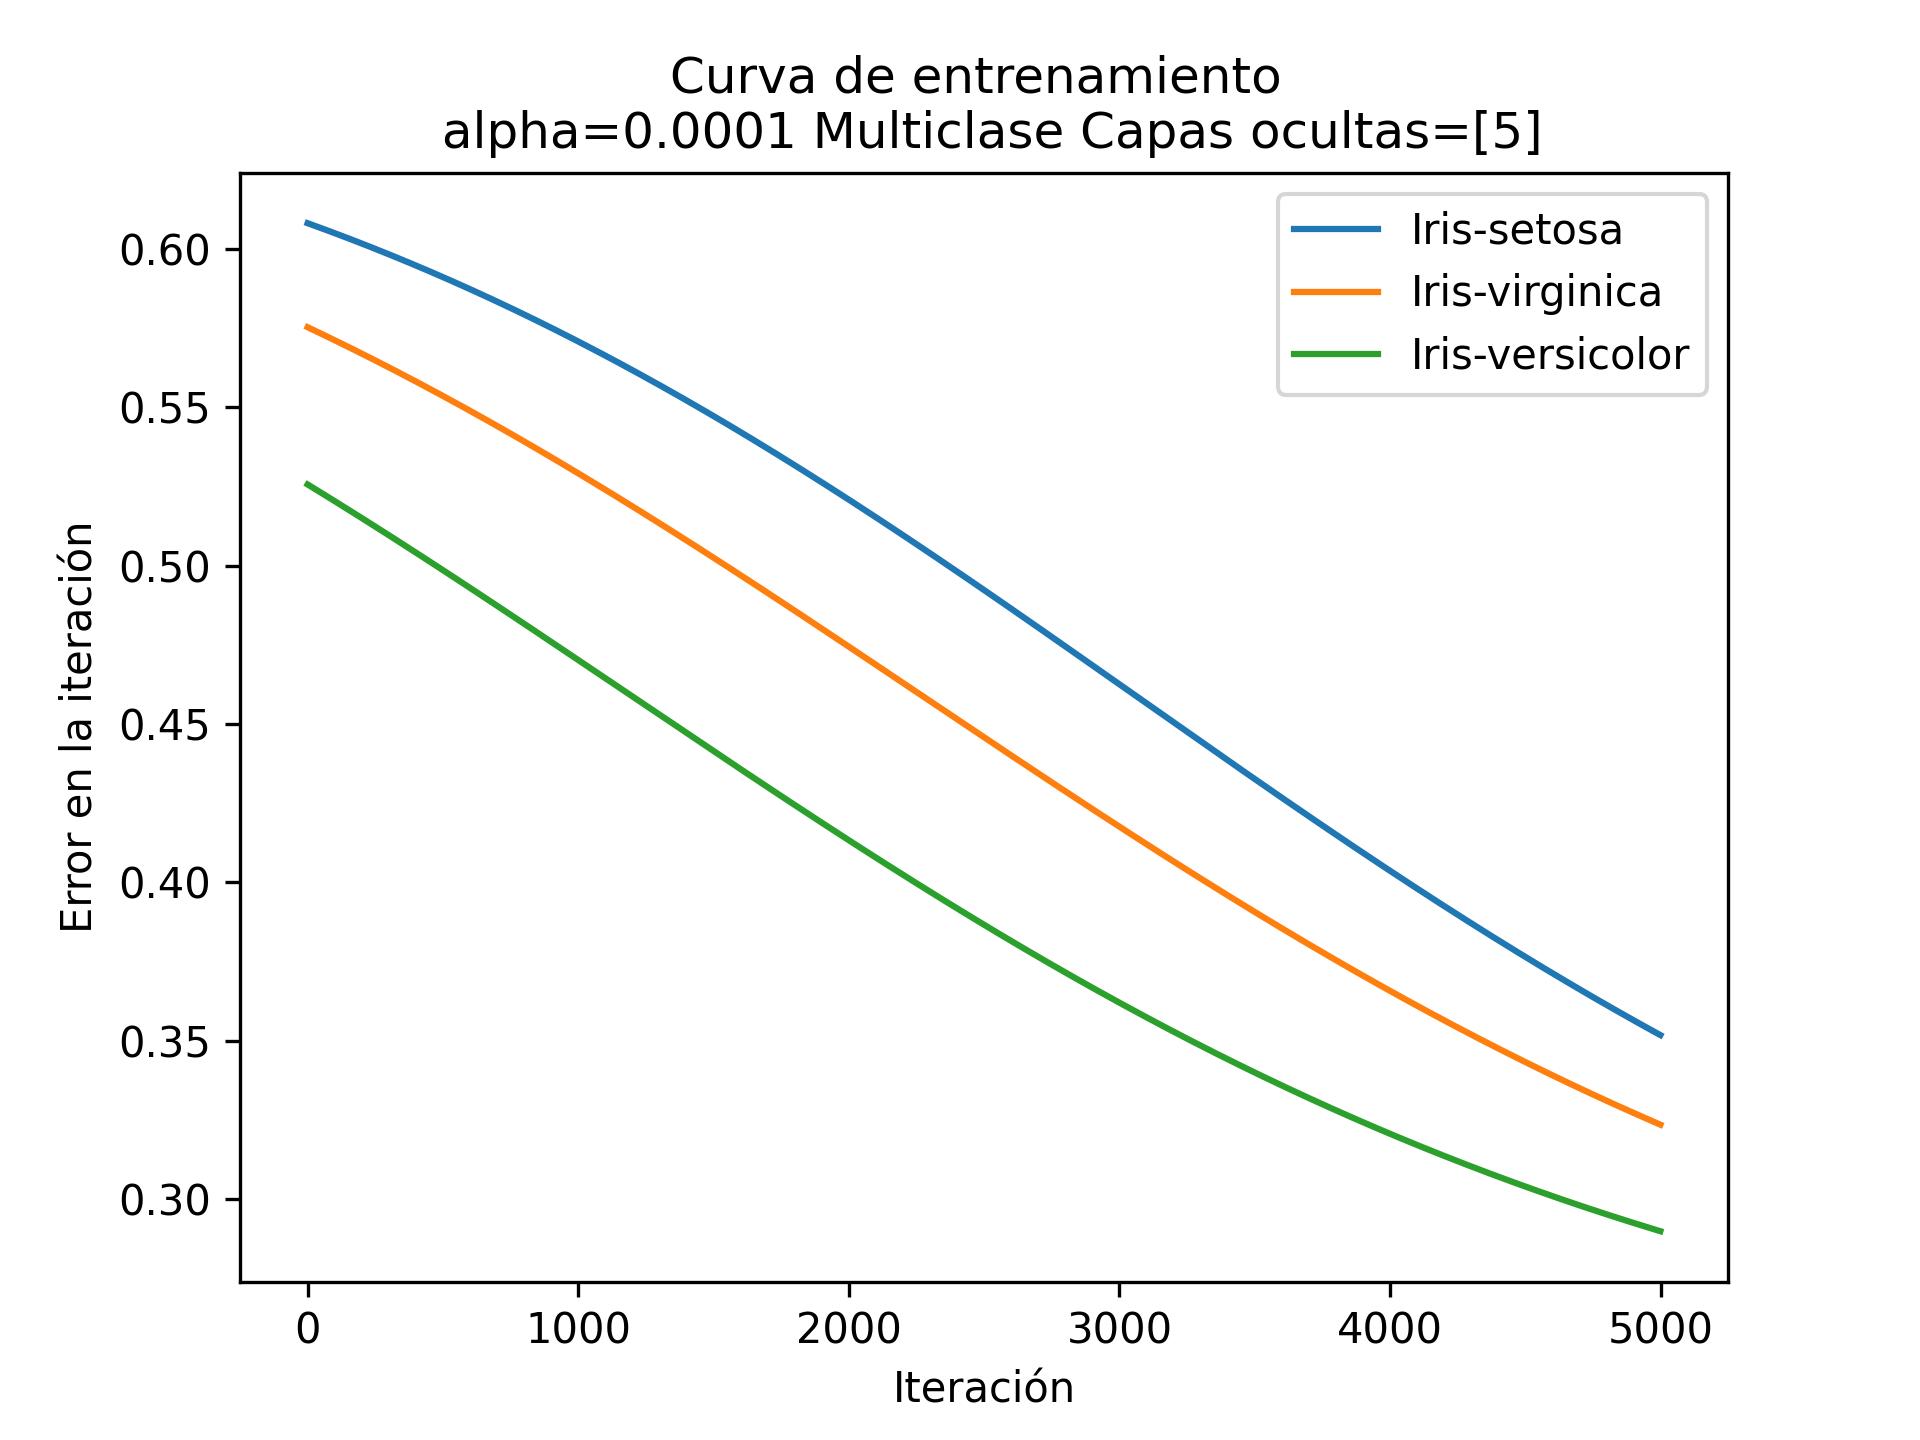 Curva de entrenamiento
alpha=0.0001 Multiclase Capas ocultas=[5]
Iris-setosa
Iris-virginica
Iris-versicolor
Error en la iteración
0.60
0.55
0.50
0.45
0.40
0.35
0.30
0 1000 2000 3000 4000 5000
Iteración